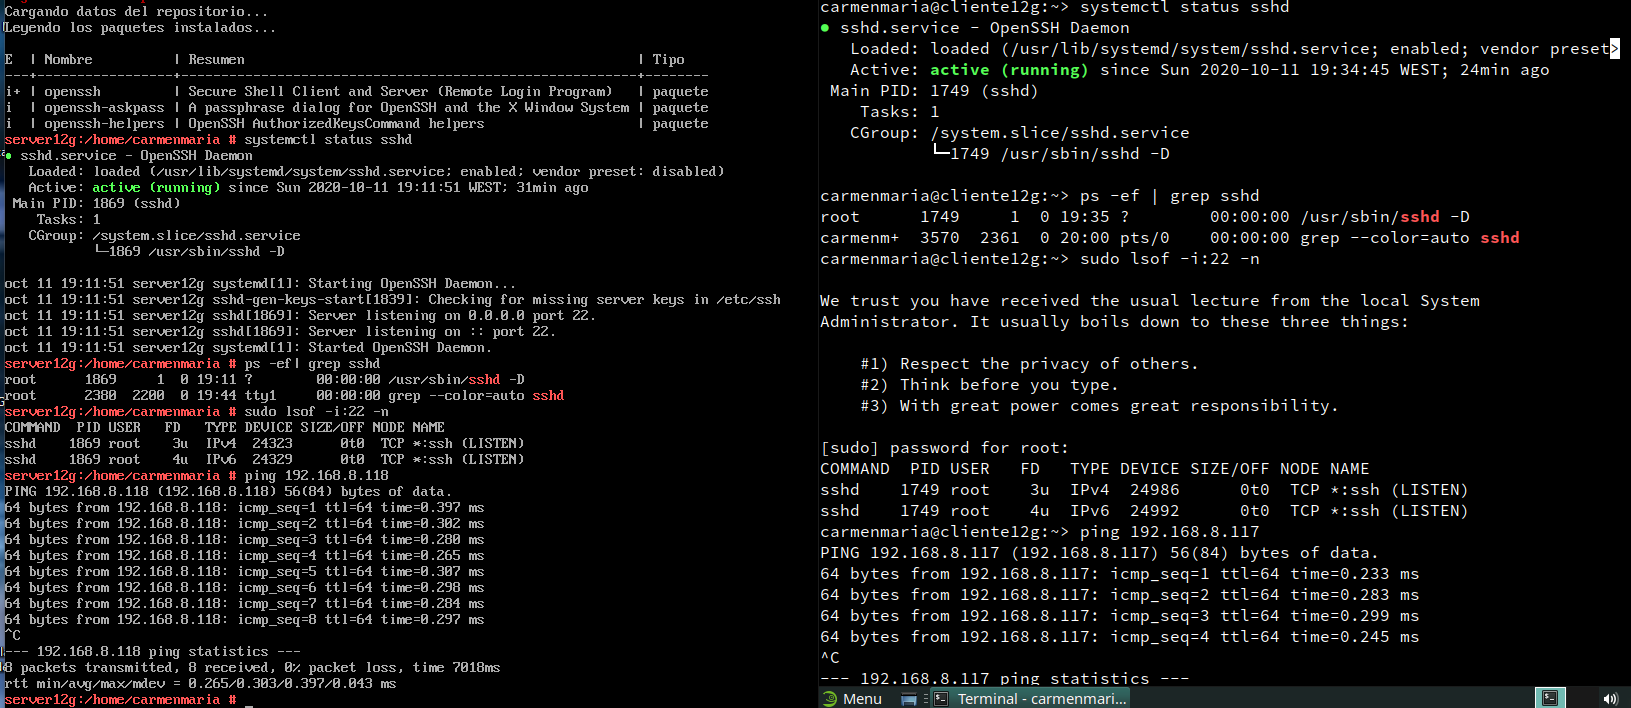 Cargando datos del repositorio...
Leyendo los paquetes instalados...
E | Nombre | Resumen | Tipo
---+------------------+---------------------------------------------------------+--------
i+ | openssh | Secure Shell Client and Server (Remote Login Program) | paquete
i | openssh-askpass | A passphrase dialog for OpenSSH and the X Window System | paquete
i | openssh-helpers | OpenSSH AuthorizedKeysCommand helpers | paquete
server12g:/home/carmenmaria # systemctl status sshd
● sshd.service - OpenSSH Daemon
Loaded: loaded (/usr/lib/systemd/system/sshd.service; enabled; vendor preset: disabled)
Active: active (running) since Sun 2020-10-11 19:11:51 WEST; 31min ago
Main PID: 1869 (sshd)
Tasks: 1
CGroup: /system.slice/sshd.service
└─1869 /usr/sbin/sshd -D
oct 11 19:11:51 server12g systemd[1]: Starting OpenSSH Daemon...
oct 11 19:11:51 server12g sshd-gen-keys-start[1839]: Checking for missing server keys in /etc/ssh
oct 11 19:11:51 server12g sshd[1869]: Server listening on 0.0.0.0 port 22.
oct 11 19:11:51 server12g sshd[1869]: Server listening on :: port 22.
oct 11 19:11:51 server12g systemd[1]: Started OpenSSH Daemon.
server12g:/home/carmenmaria # ps -ef| grep sshd
root 1869 1 0 19:11 ? 00:00:00 /usr/sbin/sshd -D
root 2380 2200 0 19:44 tty1 00:00:00 grep --color=auto sshd
server12g:/home/carmenmaria # sudo lsof -i:22 -n
COMMAND PID USER FD TYPE DEVICE SIZE/OFF NODE NAME
sshd 1869 root 3u IPv4 24323 0t0 TCP *:ssh (LISTEN)
sshd 1869 root 4u IPv6 24329 0t0 TCP *:ssh (LISTEN)
server12g:/home/carmenmaria # ping 192.168.8.118
PING 192.168.8.118 (192.168.8.118) 56(84) bytes of data.
64 bytes from 192.168.8.118: icmp_seq=1 ttl=64 time=0.397 ms
64 bytes from 192.168.8.118: icmp_seq=2 ttl=64 time=0.302 ms
64 bytes from 192.168.8.118: icmp_seq=3 ttl=64 time=0.280 ms
64 bytes from 192.168.8.118: icmp_seq=4 ttl=64 time=0.265 ms
64 bytes from 192.168.8.118: icmp_seq=5 ttl=64 time=0.307 ms
64 bytes from 192.168.8.118: icmp_seq=6 ttl=64 time=0.298 ms
64 bytes from 192.168.8.118: icmp_seq=7 ttl=64 time=0.284 ms
64 bytes from 192.168.8.118: icmp_seq=8 ttl=64 time=0.297 ms
^C
--- 192.168.8.118 ping statistics ---
8 packets transmitted, 8 received, 0% packet loss, time 7018ms
rtt min/avg/max/mdev = 0.265/0.303/0.397/0.043 ms
server12g:/home/carmenmaria # _
carmenmaria@cliente12g:~> systemctl status sshd
● sshd.service - OpenSSH Daemon
Loaded: loaded (/usr/lib/systemd/system/sshd.service; enabled; vendor preset>
Active: active (running) since Sun 2020-10-11 19:34:45 WEST; 24min ago
Main PID: 1749 (sshd)
Tasks: 1
CGroup: /system.slice/sshd.service
└─1749 /usr/sbin/sshd -D
carmenmaria@cliente12g:~> ps -ef | grep sshd
root 1749 1 0 19:35 ? 00:00:00 /usr/sbin/sshd -D
carmenm+ 3570 2361 0 20:00 pts/0 00:00:00 grep --color=auto sshd
carmenmaria@cliente12g:~> sudo lsof -i:22 -n
We trust you have received the usual lecture from the local System
Administrator. It usually boils down to these three things:
#1) Respect the privacy of others.
#2) Think before you type.
#3) With great power comes great responsibility.
[sudo] password for root:
COMMAND PID USER FD TYPE DEVICE SIZE/OFF NODE NAME
sshd 1749 root 3u IPv4 24986 0t0 TCP *:ssh (LISTEN)
sshd 1749 root 4u IPv6 24992 0t0 TCP *:ssh (LISTEN)
carmenmaria@cliente12g:~> ping 192.168.8.117
PING 192.168.8.117 (192.168.8.117) 56(84) bytes of data.
64 bytes from 192.168.8.117: icmp_seq=1 ttl=64 time=0.233 ms
64 bytes from 192.168.8.117: icmp_seq=2 ttl=64 time=0.283 ms
64 bytes from 192.168.8.117: icmp_seq=3 ttl=64 time=0.299 ms
64 bytes from 192.168.8.117: icmp_seq=4 ttl=64 time=0.245 ms
^C
--- 192.168.8.117 ping statistics ---
Menu Terminal - carmenmari...